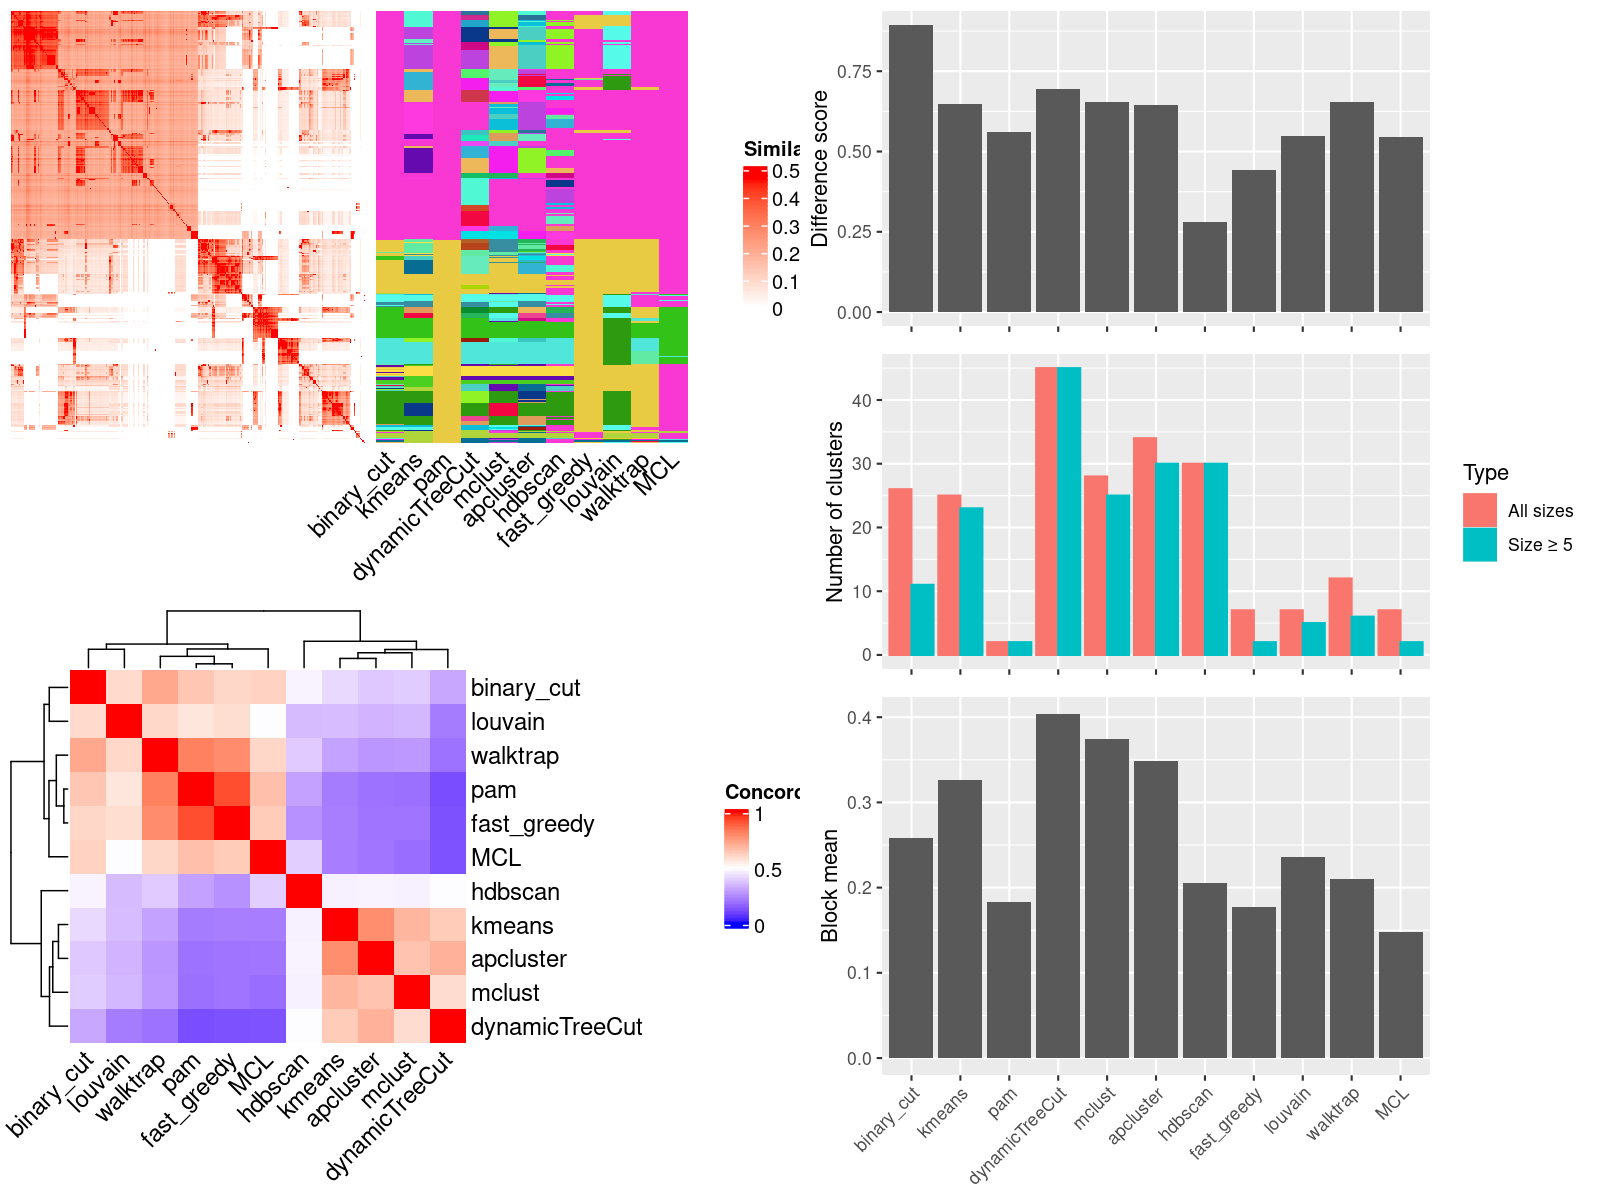 Simila
0.5
0.4
0.3
0.2
0.1
0
binary_cut
kmeans
pam
dynamicTreeCut
mclust
apcluster
hdbscan
fast_greedy
louvain
walktrap
MCL
Difference score
0.75
0.50
0.25
0.00
Number of clusters
40
30
20
10
0
Type
All sizes
Size ≥ 5
binary_cut
louvain
walktrap
pam
fast_greedy
MCL
hdbscan
kmeans
apcluster
mclust
dynamicTreeCut
binary_cut
louvain
walktrap
pam
fast_greedy
MCL
hdbscan
kmeans
apcluster
mclust
dynamicTreeCut
Concord
1
0.5
0
Block mean
0.4
0.3
0.2
0.1
0.0
binary_cut
kmeans
pam
dynamicTreeCut
mclust
apcluster
hdbscan
fast_greedy
louvain
walktrap
MCL